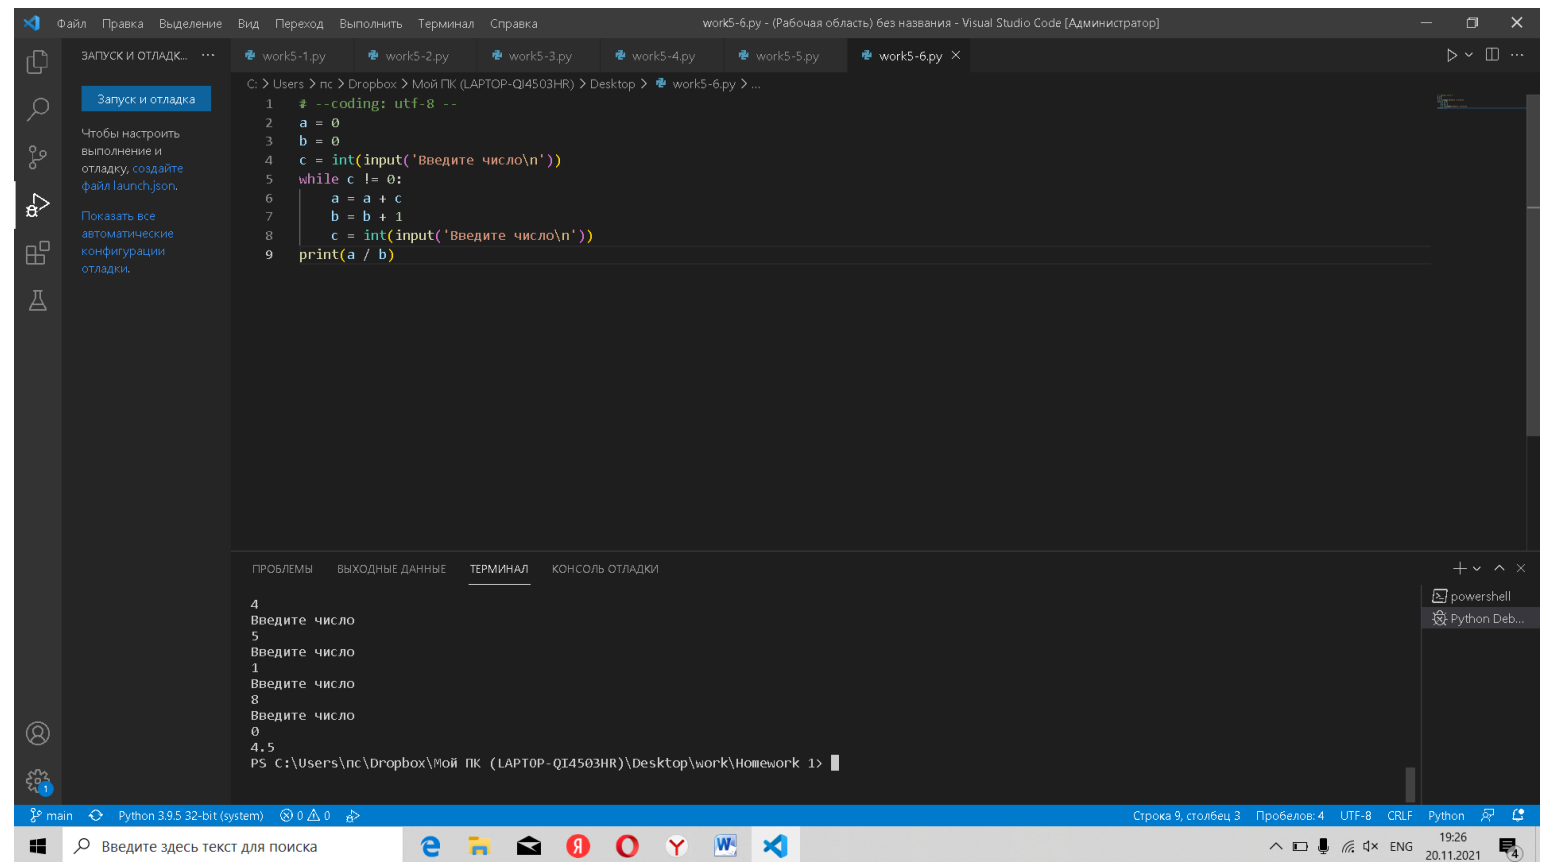 Файл Правка Выделение Вид Переход Выполнить Терминал Справка work5-6.py - (Рабочая область) без названия - Visual Studio Code [Администратор]
ЗАПУСК И ОТЛАДК... ···
work5-1.py work5-2.py work5-3.py work5-4.py work5-5.py work5-6.py
C: > Users > пс > Dropbox > Мой ПК (LAPTOP-QI4503HR) > Desktop > work5-6.py > ...
Запуск и отладка
Чтобы настроить
выполнение и
отладку, создайте
файл launch.json.
Показать все
автоматические
конфигурации
отладки.
1 # --coding: utf-8 --
2 a = 0
3 b = 0
4 c = int(input('Введите число\n'))
5 while c != 0:
6     a = a + c
7     b = b + 1
8     c = int(input('Введите число\n'))
9 print(a / b)
ПРОБЛЕМЫ ВЫХОДНЫЕ ДАННЫЕ ТЕРМИНАЛ КОНСОЛЬ ОТЛАДКИ
4
Введите число
5
Введите число
1
Введите число
8
Введите число
0
4.5
PS C:\Users\пс\Dropbox\Мой ПК (LAPTOP-QI4503HR)\Desktop\work\Homework 1>
powershell
Python Deb...
1
main Python 3.9.5 32-bit (system) 0 0 Строка 9, столбец 3 Пробелов: 4 UTF-8 CRLF Python
Введите здесь текст для поиска
ENG
19:26
20.11.2021
4